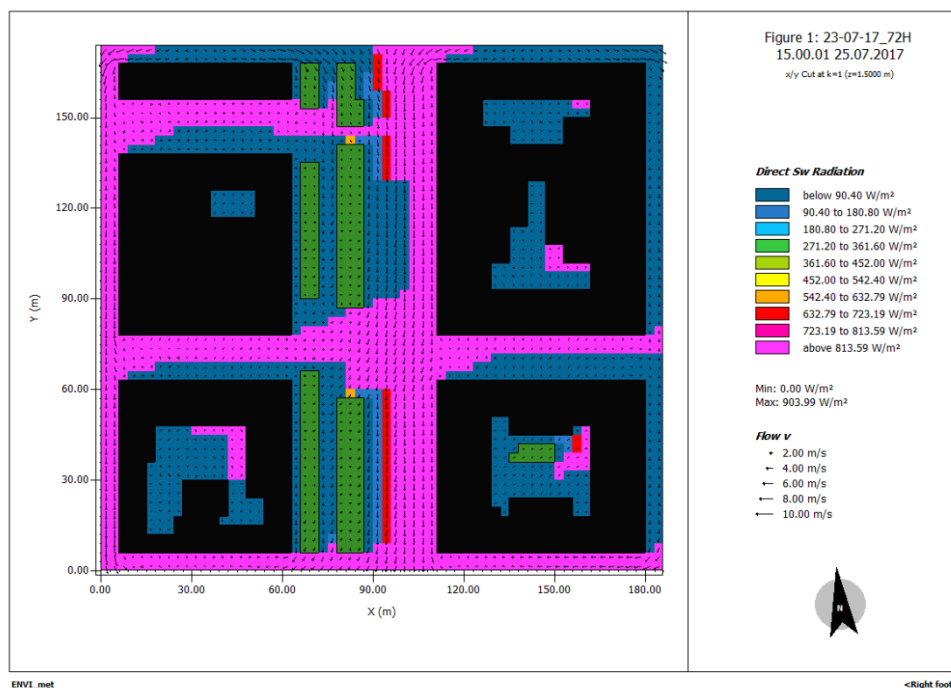 Figure 1: 23-07-17_72H
15.00.01 25.07.2017
x/y Cut at k=1 (z=1.5000 m)
150.00
120.00
90.00
60.00
30.00
0.00
Y (m)
0.00 30.00 60.00 90.00 120.00 150.00 180.00
X (m)
Direct Sw Radiation
below 90.40 W/m²
90.40 to 180.80 W/m²
180.80 to 271.20 W/m²
271.20 to 361.60 W/m²
361.60 to 452.00 W/m²
452.00 to 542.40 W/m²
542.40 to 632.79 W/m²
632.79 to 723.19 W/m²
723.19 to 813.59 W/m²
above 813.59 W/m²
Min: 0.00 W/m²
Max: 903.99 W/m²
Flow v
2.00 m/s
4.00 m/s
6.00 m/s
8.00 m/s
10.00 m/s
N
ENVI_met
<Right foot